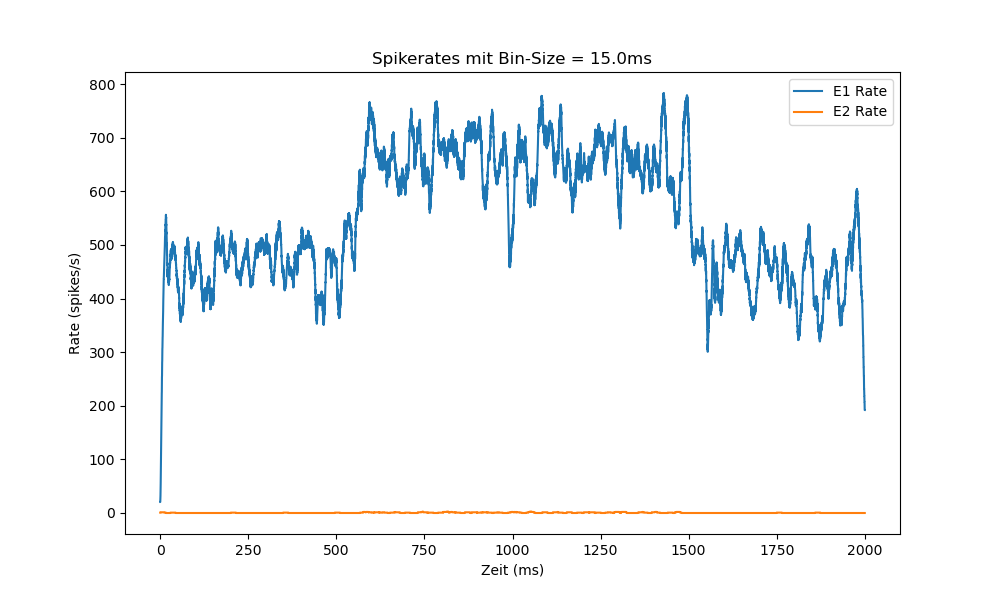 Spikerates mit Bin-Size = 15.0ms
E1 Rate
E2 Rate
Rate (spikes/s)
800
700
600
500
400
300
200
100
0
0 250 500 750 1000 1250 1500 1750 2000
Zeit (ms)